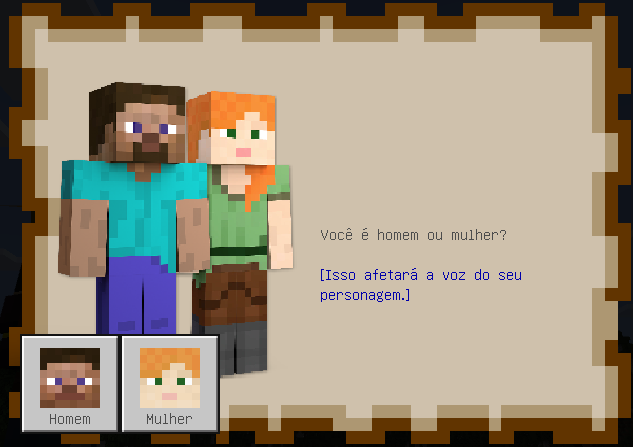 Você é homem ou mulher?
[Isso afetará a voz do seu
personagem.]
Homem
Mulher